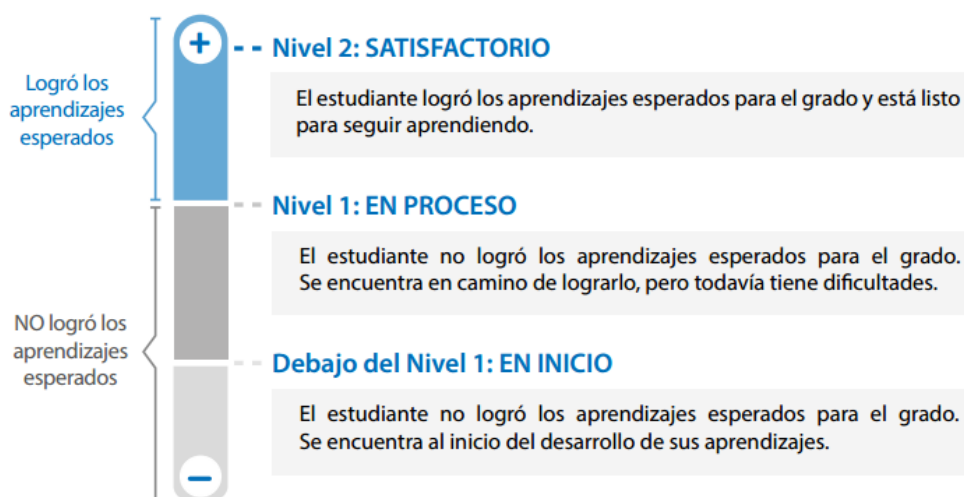 Logró los
aprendizajes
esperados
+
Nivel 2: SATISFACTORIO
El estudiante logró los aprendizajes esperados para el grado y está listo
para seguir aprendiendo.
Nivel 1: EN PROCESO
El estudiante no logró los aprendizajes esperados para el grado.
Se encuentra en camino de lograrlo, pero todavía tiene dificultades.
NO logró los
aprendizajes
esperados
Debajo del Nivel 1: EN INICIO
El estudiante no logró los aprendizajes esperados para el grado.
Se encuentra al inicio del desarrollo de sus aprendizajes.
–